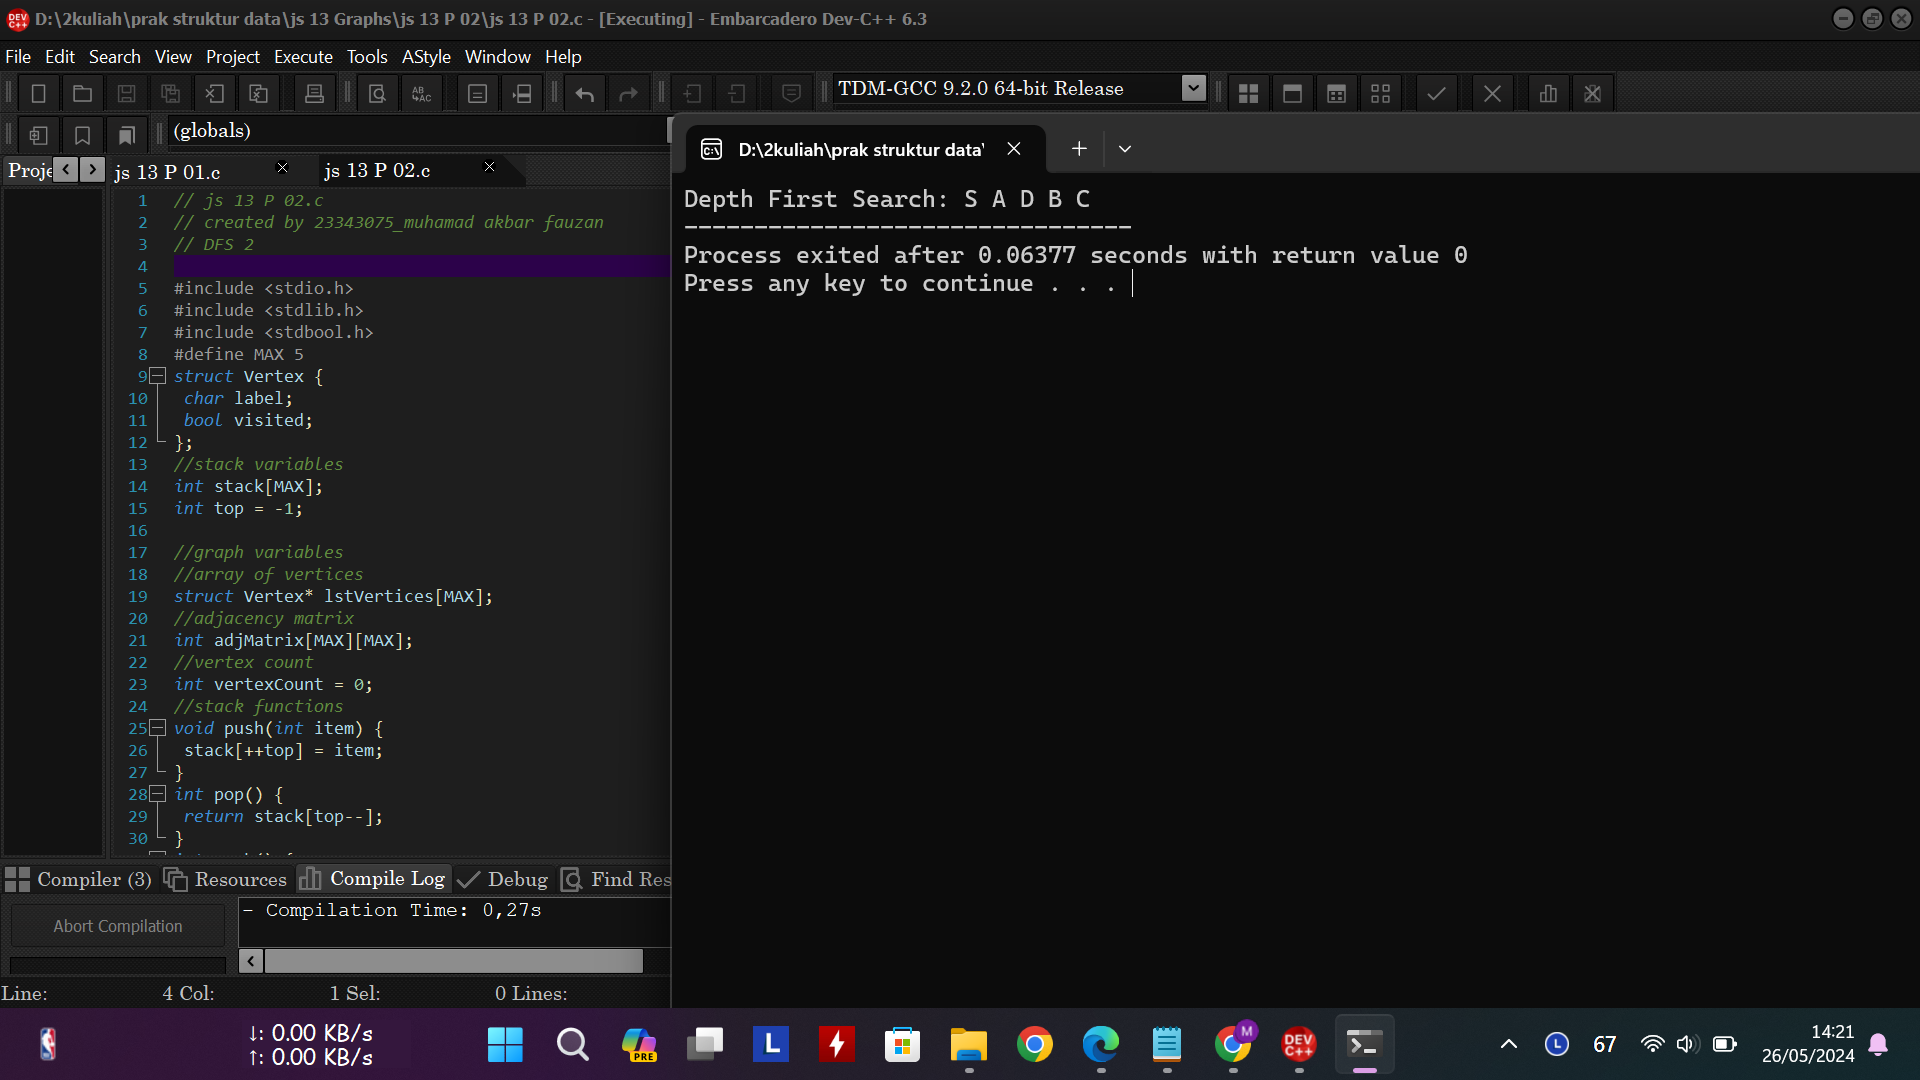 D:\2kuliah\prak struktur data\js 13 Graphs\js 13 P 02\js 13 P 02.c - [Executing] - Embarcadero Dev-C++ 6.3
File Edit Search View Project Execute Tools AStyle Window Help
TDM-GCC 9.2.0 64-bit Release
(globals)
Proje
js 13 P 01.c
js 13 P 02.c
1 // js 13 P 02.c
2 // created by 23343075_muhamad akbar fauzan
3 // DFS 2
4
5 #include <stdio.h>
6 #include <stdlib.h>
7 #include <stdbool.h>
8 #define MAX 5
9 struct Vertex {
10 char label;
11 bool visited;
12 };
13 //stack variables
14 int stack[MAX];
15 int top = -1;
16
17 //graph variables
18 //array of vertices
19 struct Vertex* lstVertices[MAX];
20 //adjacency matrix
21 int adjMatrix[MAX][MAX];
22 //vertex count
23 int vertexCount = 0;
24 //stack functions
25 void push(int item) {
26 stack[++top] = item;
27 }
28 int pop() {
29 return stack[top--];
30 }
D:\2kuliah\prak struktur data\
Depth First Search: S A D B C
--------------------------------
Process exited after 0.06377 seconds with return value 0
Press any key to continue . . .
Compiler (3) Resources Compile Log Debug Find Res
Abort Compilation
- Compilation Time: 0,27s
Line: 4 Col: 1 Sel: 0 Lines:
↓: 0.00 KB/s
↑: 0.00 KB/s
PRE
L
M
DEV
C++
L
67
14:21
26/05/2024